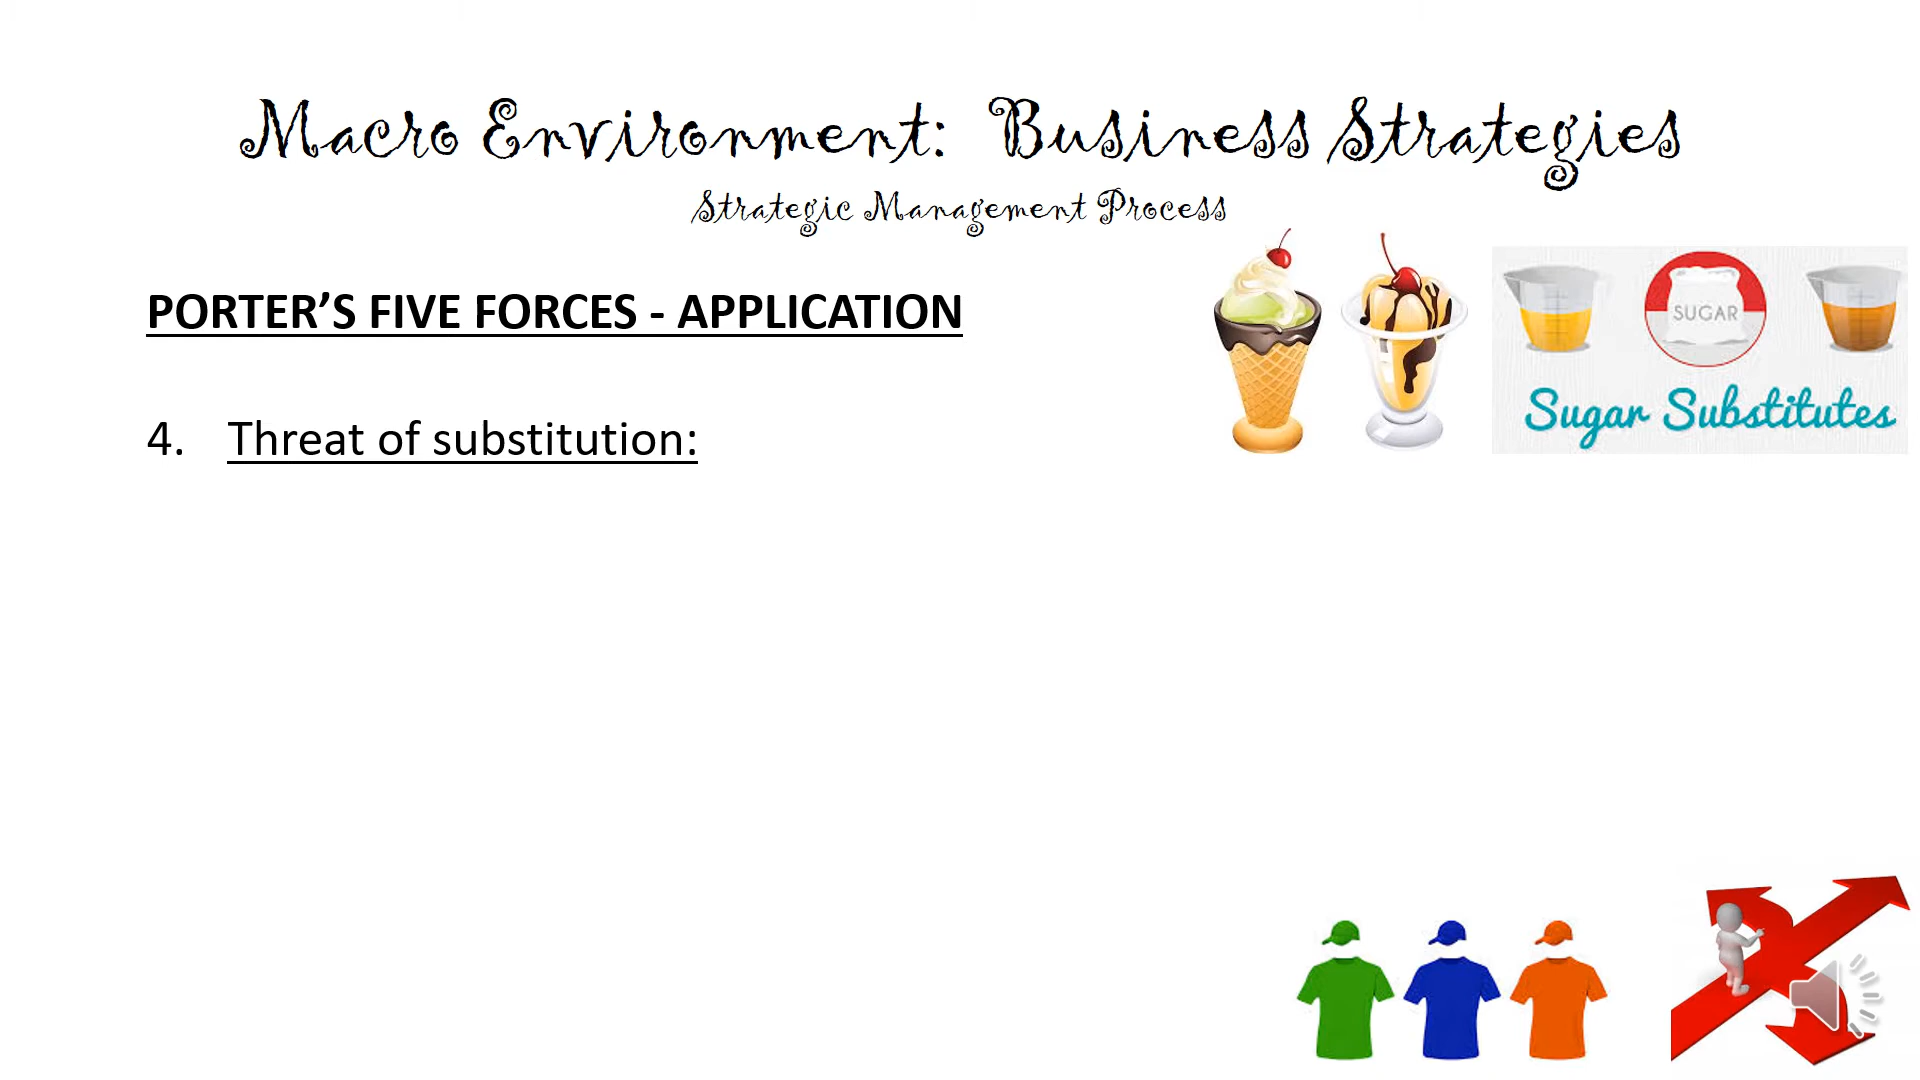 Macro Environment: Business Strategies
Strategic Management Process
PORTER’S FIVE FORCES - APPLICATION
SUGAR
Sugar Substitutes
4. Threat of substitution: